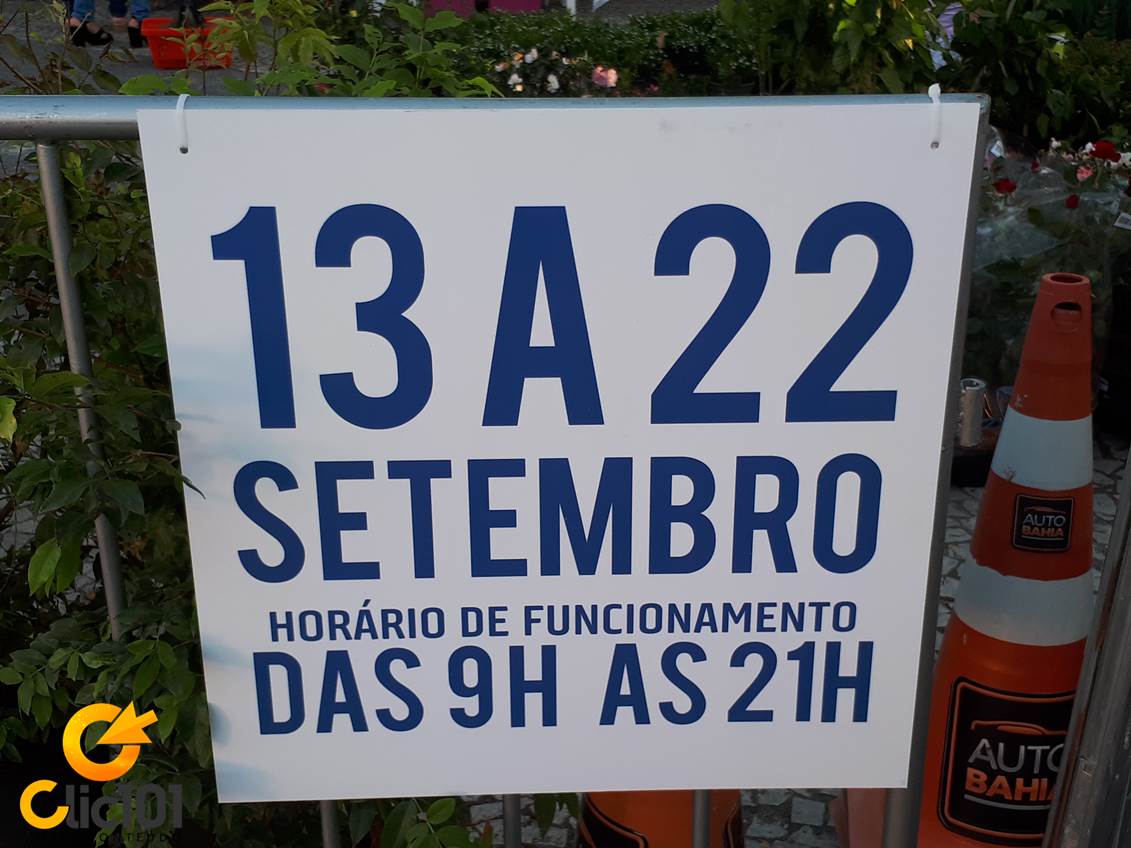 13 A 22
SETEMBRO
HORÁRIO DE FUNCIONAMENTO
DAS 9H AS 21H
AUTO
BAHIA
AUTO
BAHIA
Clic101